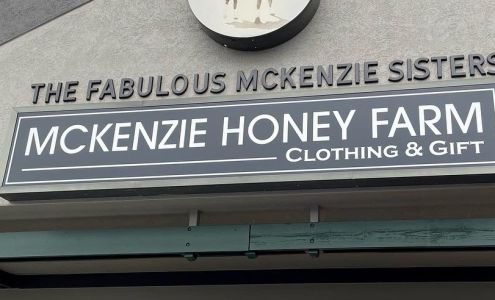 THE FABULOUS MCKENZIE SISTERS
MCKENZIE HONEY FARM
CLOTHING & GIFT